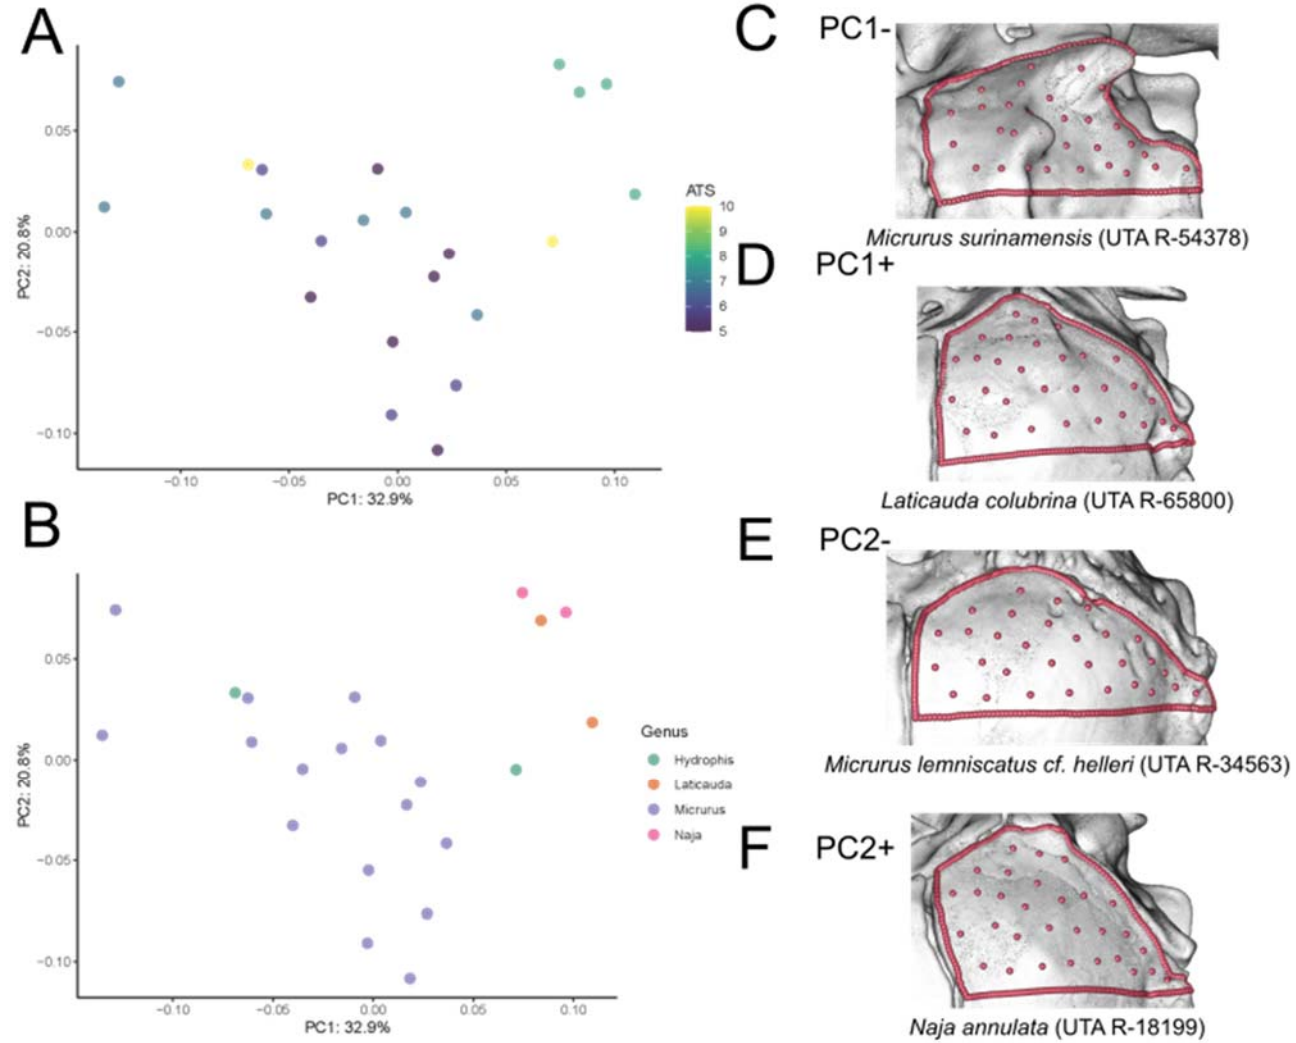 A
0.05
0.00
−0.05
−0.10
PC2: 20.8%
−0.10
−0.05
0.00
0.05
0.10
PC1: 32.9%
ATS
10
9
8
7
6
5
B
0.05
0.00
−0.05
−0.10
PC2: 20.8%
−0.10
−0.05
0.00
0.05
0.10
PC1: 32.9%
Genus
Hydrophis
Laticauda
Micrurus
Naja
C
PC1-
Micrurus surinamensis (UTA R-54378)
D
PC1+
Laticauda colubrina (UTA R-65800)
E
PC2-
Micrurus lemniscatus cf. helleri (UTA R-34563)
F
PC2+
Naja annulata (UTA R-18199)